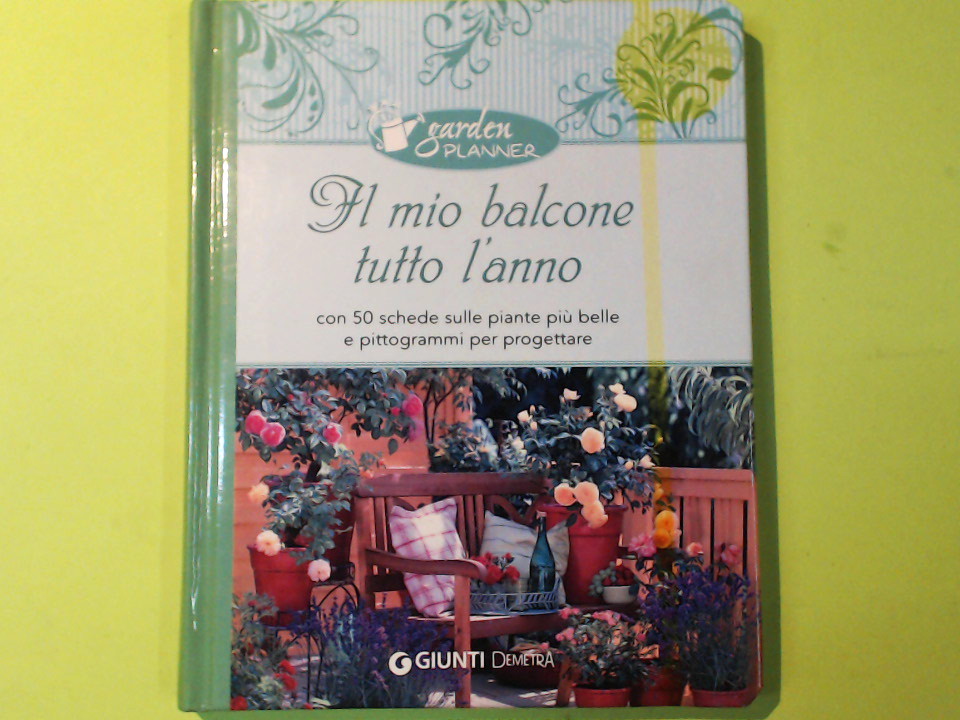 garden
PLANNER
Il mio balcone
tutto l'anno
con 50 schede sulle piante più belle
e pittogrammi per progettare
GIUNTI DEMETRA